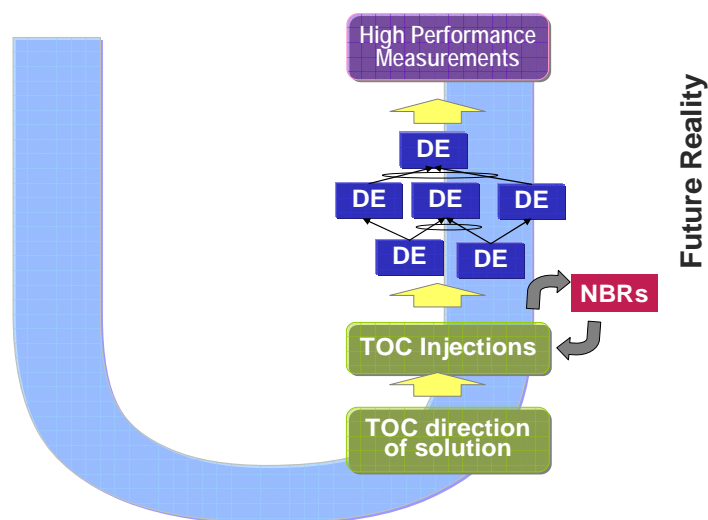 High Performance
Measurements
DE
DE
DE
DE
DE
DE
NBRs
TOC Injections
TOC direction
of solution
Future Reality